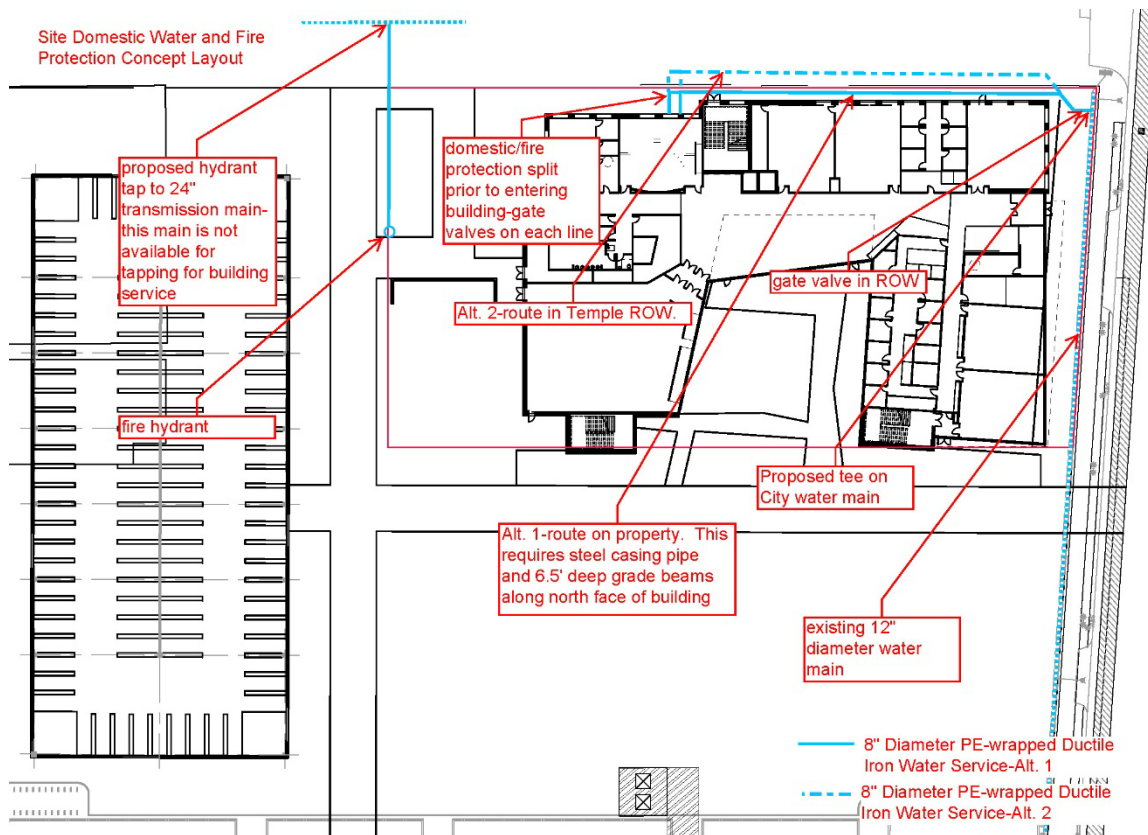 Site Domestic Water and Fire
Protection Concept Layout
proposed hydrant
tap to 24"
transmission main-
this main is not
available for
tapping for building
service
domestic/fire
protection split
prior to entering
building-gate
valves on each line
gate valve in ROW
Alt. 2-route in Temple ROW.
fire hydrant
Proposed tee on
City water main
Alt. 1-route on property.  This
requires steel casing pipe
and 6.5' deep grade beams
along north face of building
existing 12"
diameter water
main
8" Diameter PE-wrapped Ductile
Iron Water Service-Alt. 1
8" Diameter PE-wrapped Ductile
Iron Water Service-Alt. 2